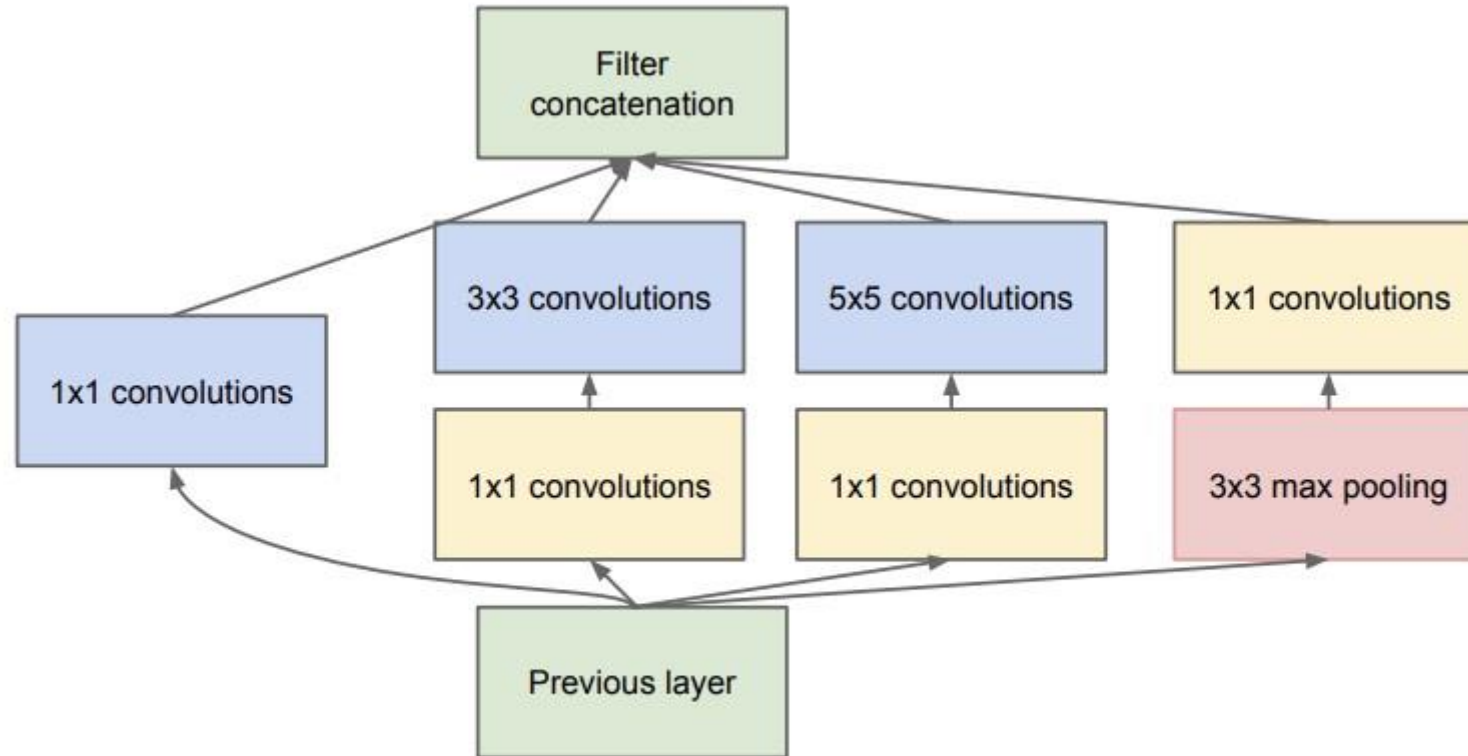 Filter
concatenation
3x3 convolutions
5x5 convolutions
1x1 convolutions
1x1 convolutions
1x1 convolutions
1x1 convolutions
3x3 max pooling
Previous layer